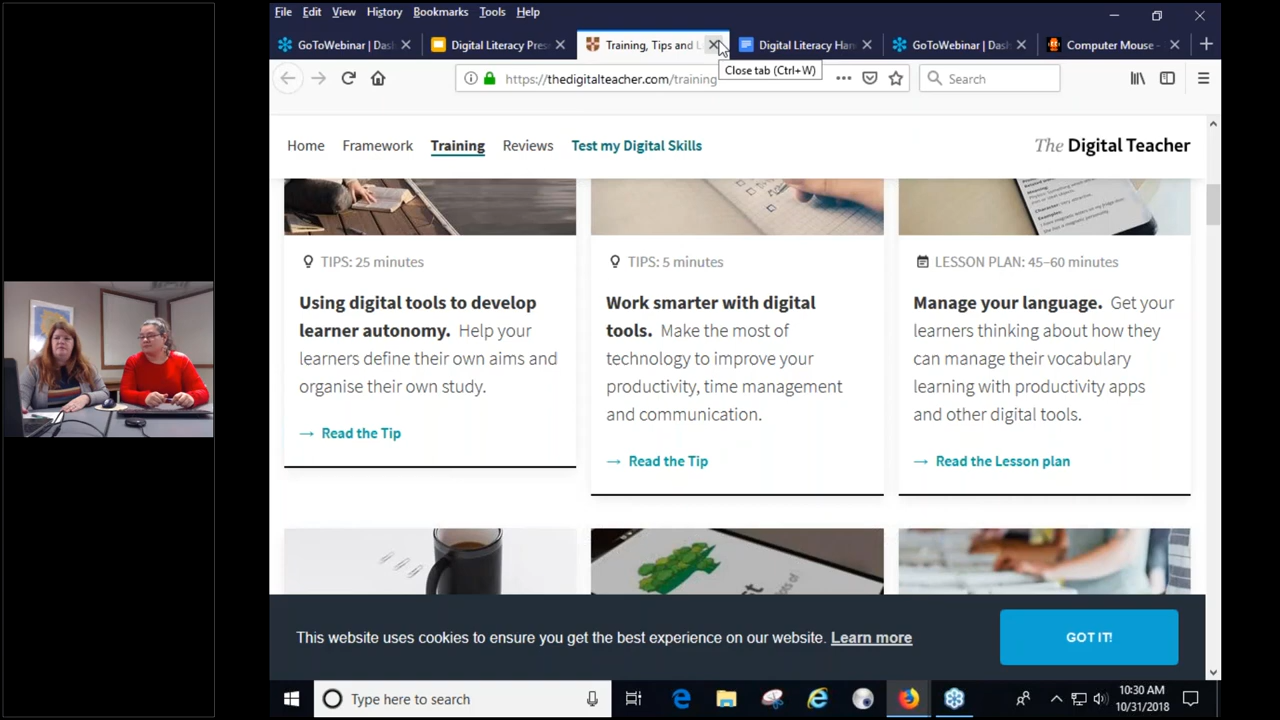 File Edit View History Bookmarks Tools Help
GoToWebinar | Das
Digital Literacy Pres
Training, Tips and L
Digital Literacy Han
GoToWebinar | Das
Computer Mouse -
Close tab (Ctrl+W)
https://thedigitalteacher.com/training
Search
Home Framework Training Reviews Test my Digital Skills
The Digital Teacher
TIPS: 25 minutes
Using digital tools to develop
learner autonomy. Help your
learners define their own aims and
organise their own study.
→ Read the Tip
TIPS: 5 minutes
Work smarter with digital
tools. Make the most of
technology to improve your
productivity, time management
and communication.
→ Read the Tip
LESSON PLAN: 45–60 minutes
Manage your language. Get your
learners thinking about how they
can manage their vocabulary
learning with productivity apps
and other digital tools.
→ Read the Lesson plan
This website uses cookies to ensure you get the best experience on our website. Learn more
GOT IT!
Type here to search
10:30 AM
10/31/2018